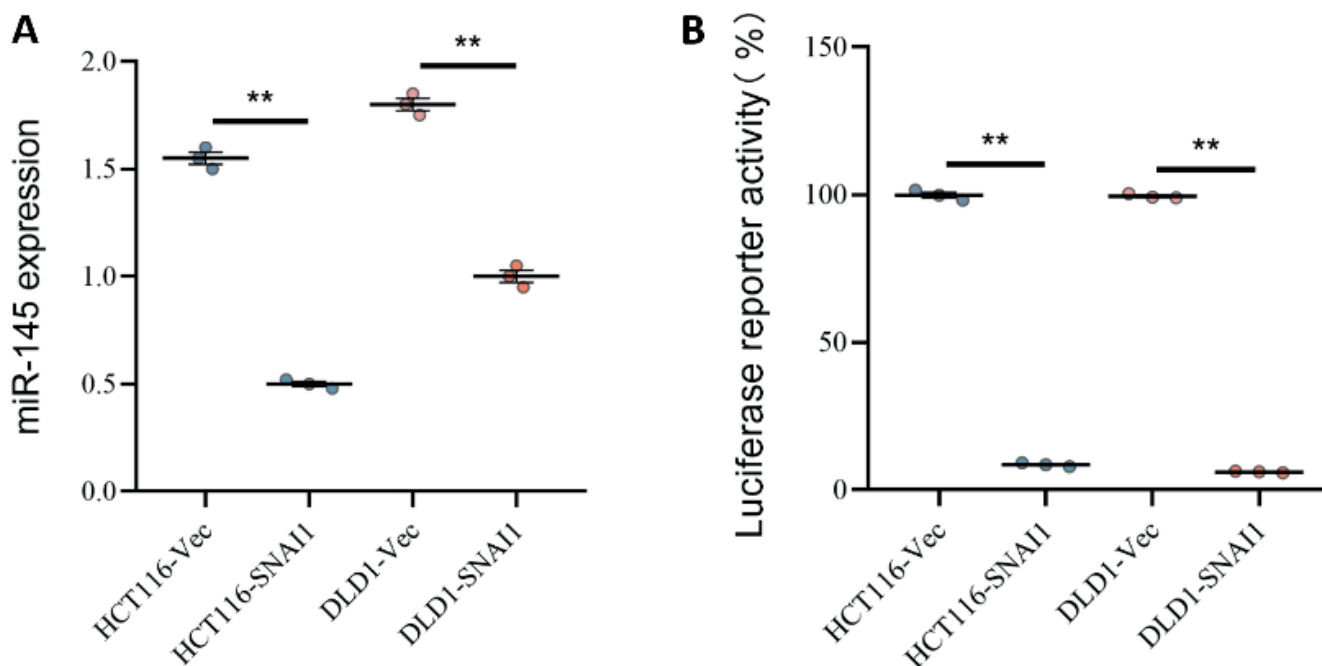 A
miR-145 expression
2.0
1.5
1.0
0.5
0.0
**
**
HCT116-Vec
HCT116-SNAI1
DLD1-Vec
DLD1-SNAI1
B
Luciferase reporter activity( %)
150
100
50
0
**
**
HCT116-Vec
HCT116-SNAI1
DLD1-Vec
DLD1-SNAI1